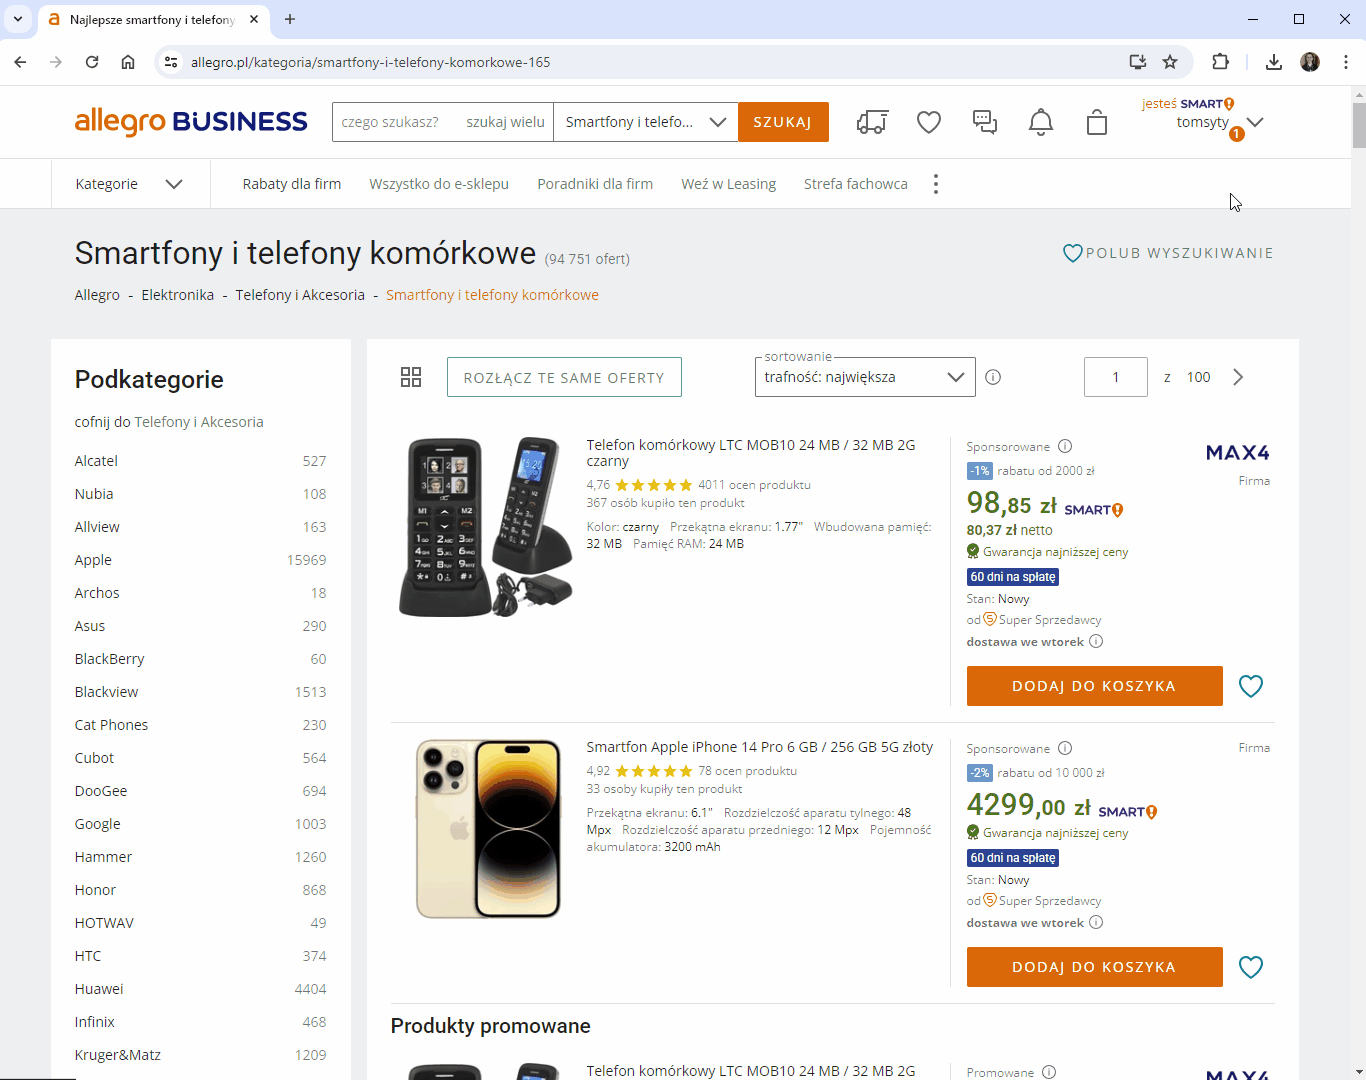 Najlepsze smartfony i telefony
allegro.pl/kategoria/smartfony-i-telefony-komorkowe-165
allegro BUSINESS
czego szukasz? szukaj wielu
Smartfony i telefo...
SZUKAJ
jesteś SMART!
tomsyty
1
Kategorie
Rabaty dla firm
Wszystko do e-sklepu
Poradniki dla firm
Weź w Leasing
Strefa fachowca
Smartfony i telefony komórkowe (94 751 ofert)
POLUB WYSZUKIWANIE
Allegro - Elektronika - Telefony i Akcesoria - Smartfony i telefony komórkowe
Podkategorie
cofnij do Telefony i Akcesoria
Alcatel 527
Nubia 108
Allview 163
Apple 15969
Archos 18
Asus 290
BlackBerry 60
Blackview 1513
Cat Phones 230
Cubot 564
DooGee 694
Google 1003
Hammer 1260
Honor 868
HOTWAV 49
HTC 374
Huawei 4404
Infinix 468
Kruger&Matz 1209
ROZŁĄCZ TE SAME OFERTY
sortowanie
trafność: największa
1 z 100
Telefon komórkowy LTC MOB10 24 MB / 32 MB 2G
czarny
4,76 4011 ocen produktu
367 osób kupiło ten produkt
Kolor: czarny Przekątna ekranu: 1.77" Wbudowana pamięć:
32 MB Pamięć RAM: 24 MB
Sponsorowane
MAX4
Firma
-1% rabatu od 2000 zł
98,85 zł SMART!
80,37 zł netto
Gwarancja najniższej ceny
60 dni na spłatę
Stan: Nowy
od Super Sprzedawcy
dostawa we wtorek
DODAJ DO KOSZYKA
Smartfon Apple iPhone 14 Pro 6 GB / 256 GB 5G złoty
4,92 78 ocen produktu
33 osoby kupiły ten produkt
Przekątna ekranu: 6.1" Rozdzielczość aparatu tylnego: 48
Mpx Rozdzielczość aparatu przedniego: 12 Mpx Pojemność
akumulatora: 3200 mAh
Sponsorowane
Firma
-2% rabatu od 10 000 zł
4299,00 zł SMART!
Gwarancja najniższej ceny
60 dni na spłatę
Stan: Nowy
od Super Sprzedawcy
dostawa we wtorek
DODAJ DO KOSZYKA
Produkty promowane
Telefon komórkowy LTC MOB10 24 MB / 32 MB 2G
Promowane
MAX4